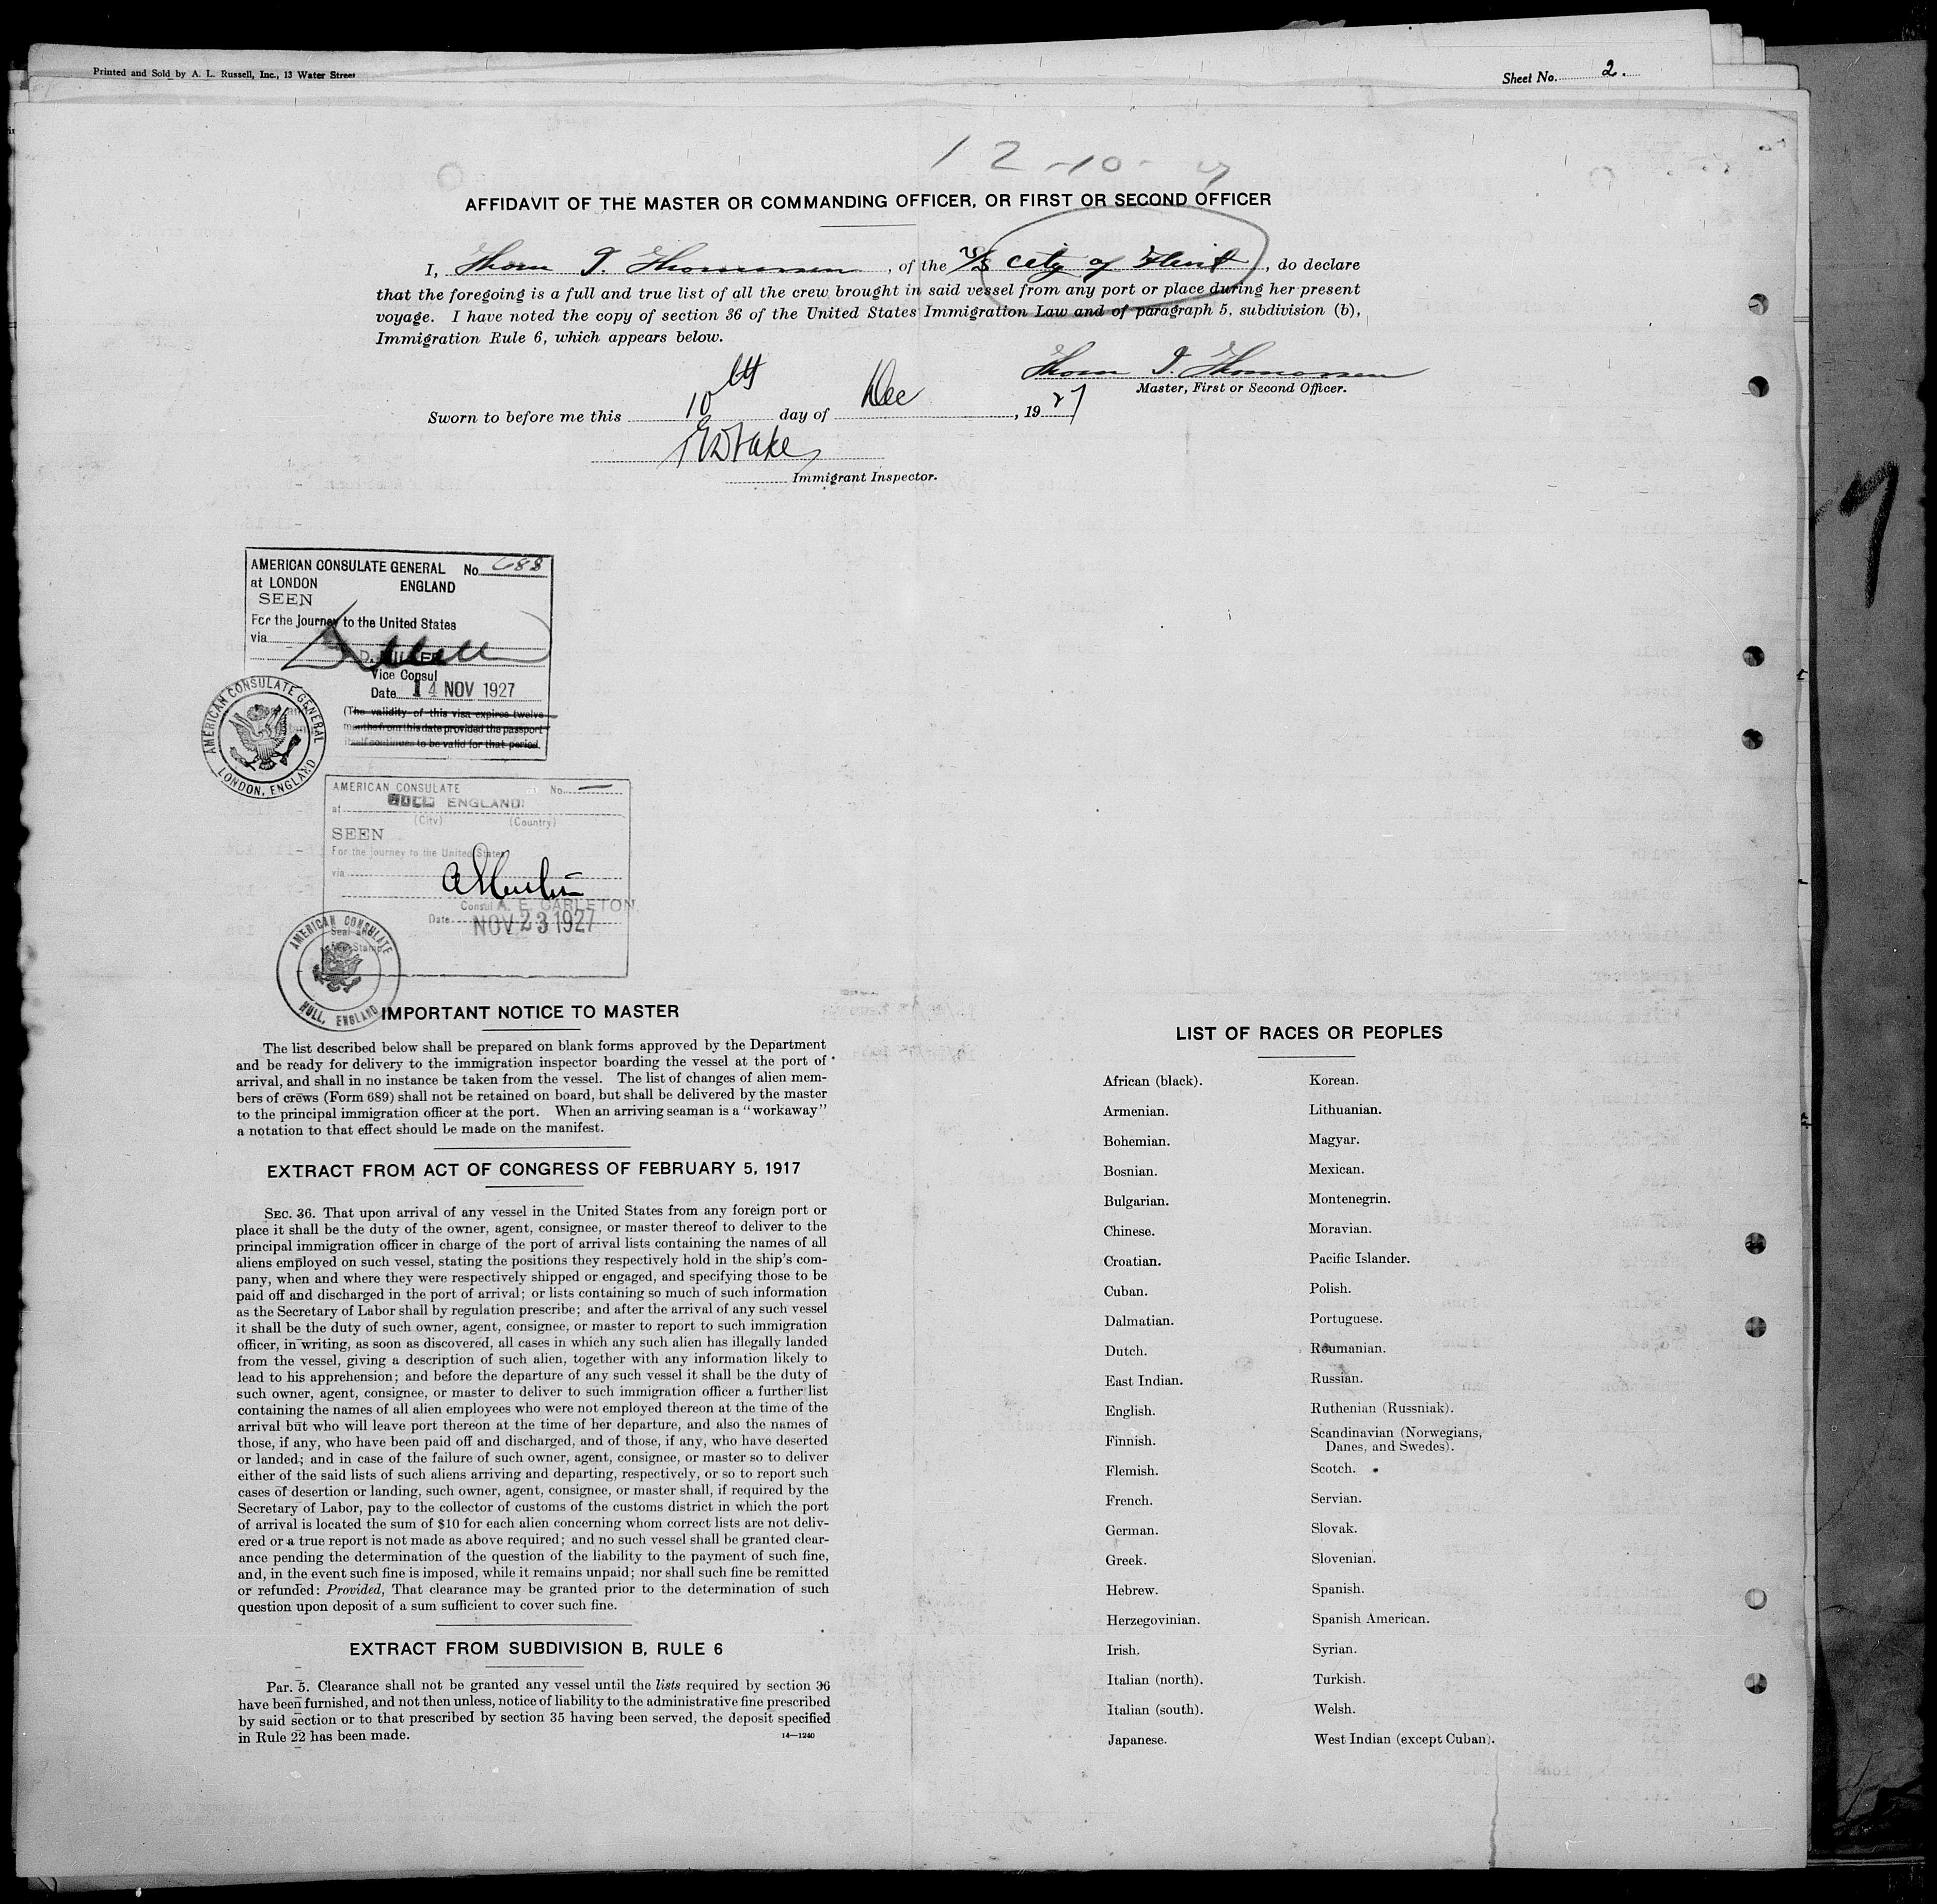 Printed and Sold by A. L. Russell, Inc., 13 Water Street
Sheet No. 2.
12-10-27
AFFIDAVIT OF THE MASTER OR COMMANDING OFFICER, OR FIRST OR SECOND OFFICER
I, Thom I. Thomassen, of the S/S City of Flint, do declare
that the foregoing is a full and true list of all the crew brought in said vessel from any port or place during her present
voyage. I have noted the copy of section 36 of the United States Immigration Law and of paragraph 5, subdivision (b),
Immigration Rule 6, which appears below.
Thom I. Thomassen
Master, First or Second Officer.
Sworn to before me this 10th day of Dec, 1927
Immigrant Inspector.
AMERICAN CONSULATE GENERAL No. 688
at LONDON ENGLAND
SEEN
For the journey to the United States
via
Vice Consul
Date 14 NOV 1927
(The validity of this visa expires twelve
months from this date provided the passport
itself continues to be valid for that period.
AMERICAN CONSULATE GENERAL
LONDON, ENGLAND
AMERICAN CONSULATE No. —
at HULL ENGLAND
(City) (Country)
SEEN
For the journey to the United States
via
Consul A. E. CARLETON
Date NOV 23 1927
AMERICAN CONSULATE
Seal and
Stamp
HULL, ENGLAND
IMPORTANT NOTICE TO MASTER
The list described below shall be prepared on blank forms approved by the Department
and be ready for delivery to the immigration inspector boarding the vessel at the port of
arrival, and shall in no instance be taken from the vessel. The list of changes of alien mem-
bers of crews (Form 689) shall not be retained on board, but shall be delivered by the master
to the principal immigration officer at the port. When an arriving seaman is a "workaway"
a notation to that effect should be made on the manifest.
EXTRACT FROM ACT OF CONGRESS OF FEBRUARY 5, 1917
SEC. 36. That upon arrival of any vessel in the United States from any foreign port or
place it shall be the duty of the owner, agent, consignee, or master thereof to deliver to the
principal immigration officer in charge of the port of arrival lists containing the names of all
aliens employed on such vessel, stating the positions they respectively hold in the ship's com-
pany, when and where they were respectively shipped or engaged, and specifying those to be
paid off and discharged in the port of arrival; or lists containing so much of such information
as the Secretary of Labor shall by regulation prescribe; and after the arrival of any such vessel
it shall be the duty of such owner, agent, consignee, or master to report to such immigration
officer, in writing, as soon as discovered, all cases in which any such alien has illegally landed
from the vessel, giving a description of such alien, together with any information likely to
lead to his apprehension; and before the departure of any such vessel it shall be the duty of
such owner, agent, consignee, or master to deliver to such immigration officer a further list
containing the names of all alien employees who were not employed thereon at the time of the
arrival but who will leave port thereon at the time of her departure, and also the names of
those, if any, who have been paid off and discharged, and of those, if any, who have deserted
or landed; and in case of the failure of such owner, agent, consignee, or master so to deliver
either of the said lists of such aliens arriving and departing, respectively, or so to report such
cases of desertion or landing, such owner, agent, consignee, or master shall, if required by the
Secretary of Labor, pay to the collector of customs of the customs district in which the port
of arrival is located the sum of $10 for each alien concerning whom correct lists are not deliv-
ered or a true report is not made as above required; and no such vessel shall be granted clear-
ance pending the determination of the question of the liability to the payment of such fine,
and, in the event such fine is imposed, while it remains unpaid; nor shall such fine be remitted
or refunded: Provided, That clearance may be granted prior to the determination of such
question upon deposit of a sum sufficient to cover such fine.
EXTRACT FROM SUBDIVISION B, RULE 6
Par. 5. Clearance shall not be granted any vessel until the lists required by section 36
have been furnished, and not then unless, notice of liability to the administrative fine prescribed
by said section or to that prescribed by section 35 having been served, the deposit specified
in Rule 22 has been made.
14—1240
LIST OF RACES OR PEOPLES
African (black).
Armenian.
Bohemian.
Bosnian.
Bulgarian.
Chinese.
Croatian.
Cuban.
Dalmatian.
Dutch.
East Indian.
English.
Finnish.
Flemish.
French.
German.
Greek.
Hebrew.
Herzegovinian.
Irish.
Italian (north).
Italian (south).
Japanese.
Korean.
Lithuanian.
Magyar.
Mexican.
Montenegrin.
Moravian.
Pacific Islander.
Polish.
Portuguese.
Roumanian.
Russian.
Ruthenian (Russniak).
Scandinavian (Norwegians,
Danes, and Swedes).
Scotch.
Servian.
Slovak.
Slovenian.
Spanish.
Spanish American.
Syrian.
Turkish.
Welsh.
West Indian (except Cuban).